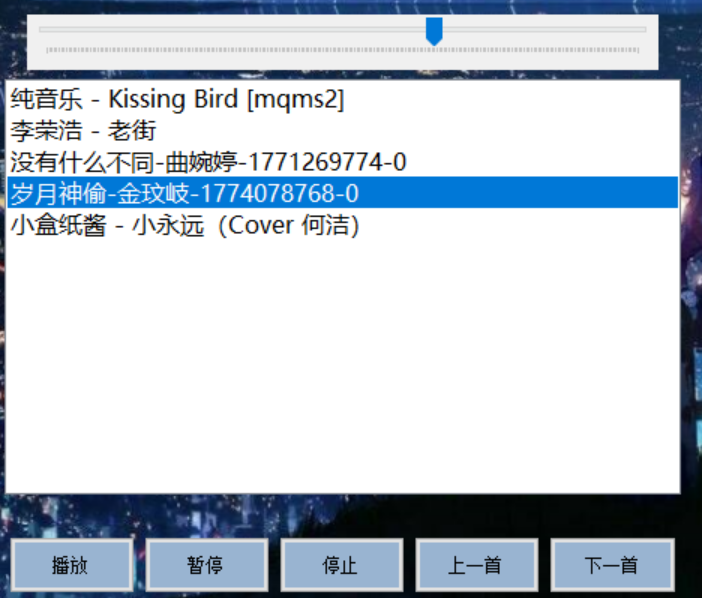 纯音乐 - Kissing Bird [mqms2]
李荣浩 - 老街
没有什么不同-曲婉婷-1771269774-0
岁月神偷-金玟岐-1774078768-0
小盒纸酱 - 小永远（Cover 何洁）
播放 暂停 停止 上一首 下一首